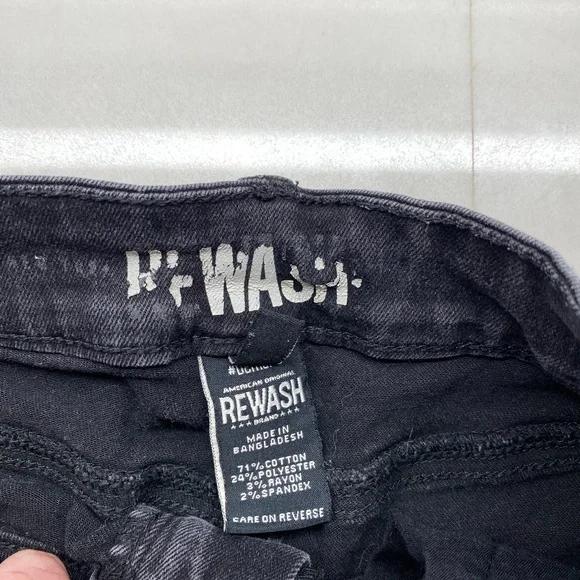 WASH
AMERICAN ORIGINAL
REWASH
BRAND
MADE IN
BANGLADESH
71% COTTON
24% POLYESTER
3% RAYON
2% SPANDEX
CARE ON REVERSE